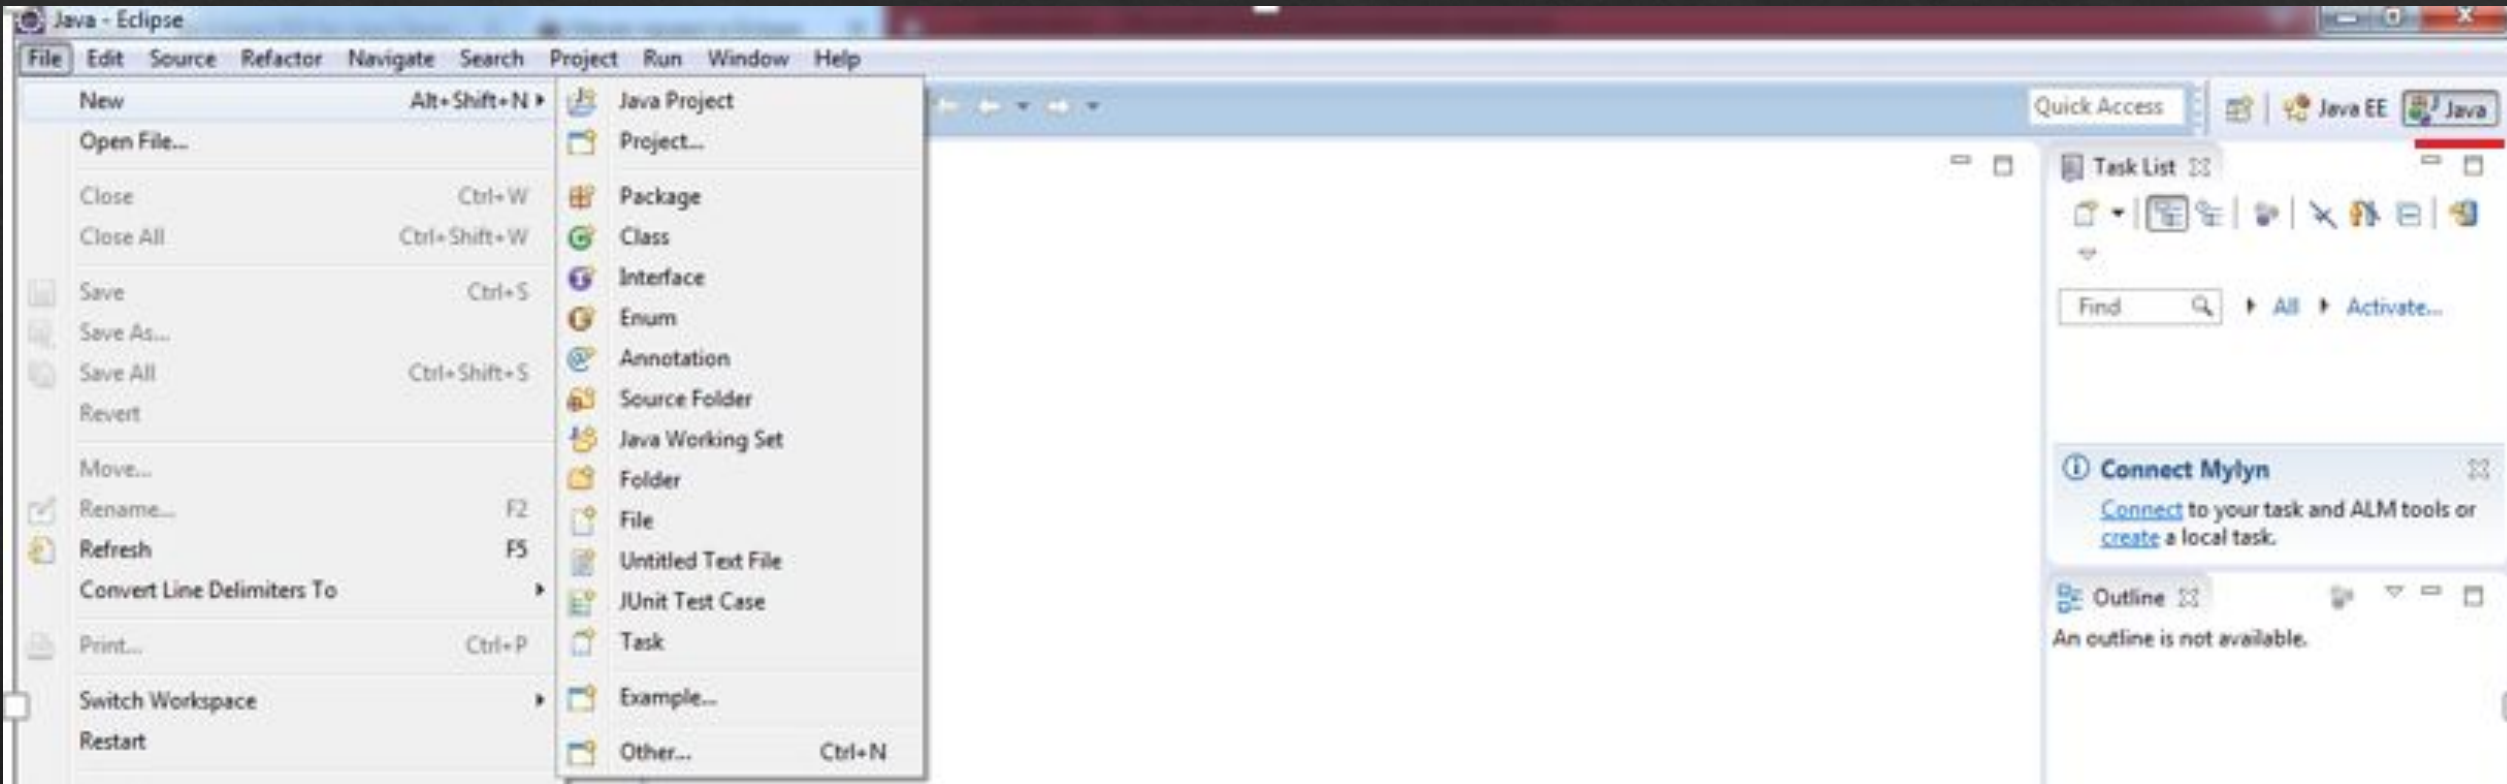 Java - Eclipse
File Edit Source Refactor Navigate Search Project Run Window Help
New Alt+Shift+N
Open File...
Close Ctrl+W
Close All Ctrl+Shift+W
Save Ctrl+S
Save As...
Save All Ctrl+Shift+S
Revert
Move...
Rename... F2
Refresh F5
Convert Line Delimiters To
Print... Ctrl+P
Switch Workspace
Restart
Java Project
Project...
Package
Class
Interface
Enum
Annotation
Source Folder
Java Working Set
Folder
File
Untitled Text File
JUnit Test Case
Task
Example...
Other... Ctrl+N
Quick Access Java EE Java
Task List
Find All Activate...
Connect Mylyn
Connect to your task and ALM tools or
create a local task.
Outline
An outline is not available.